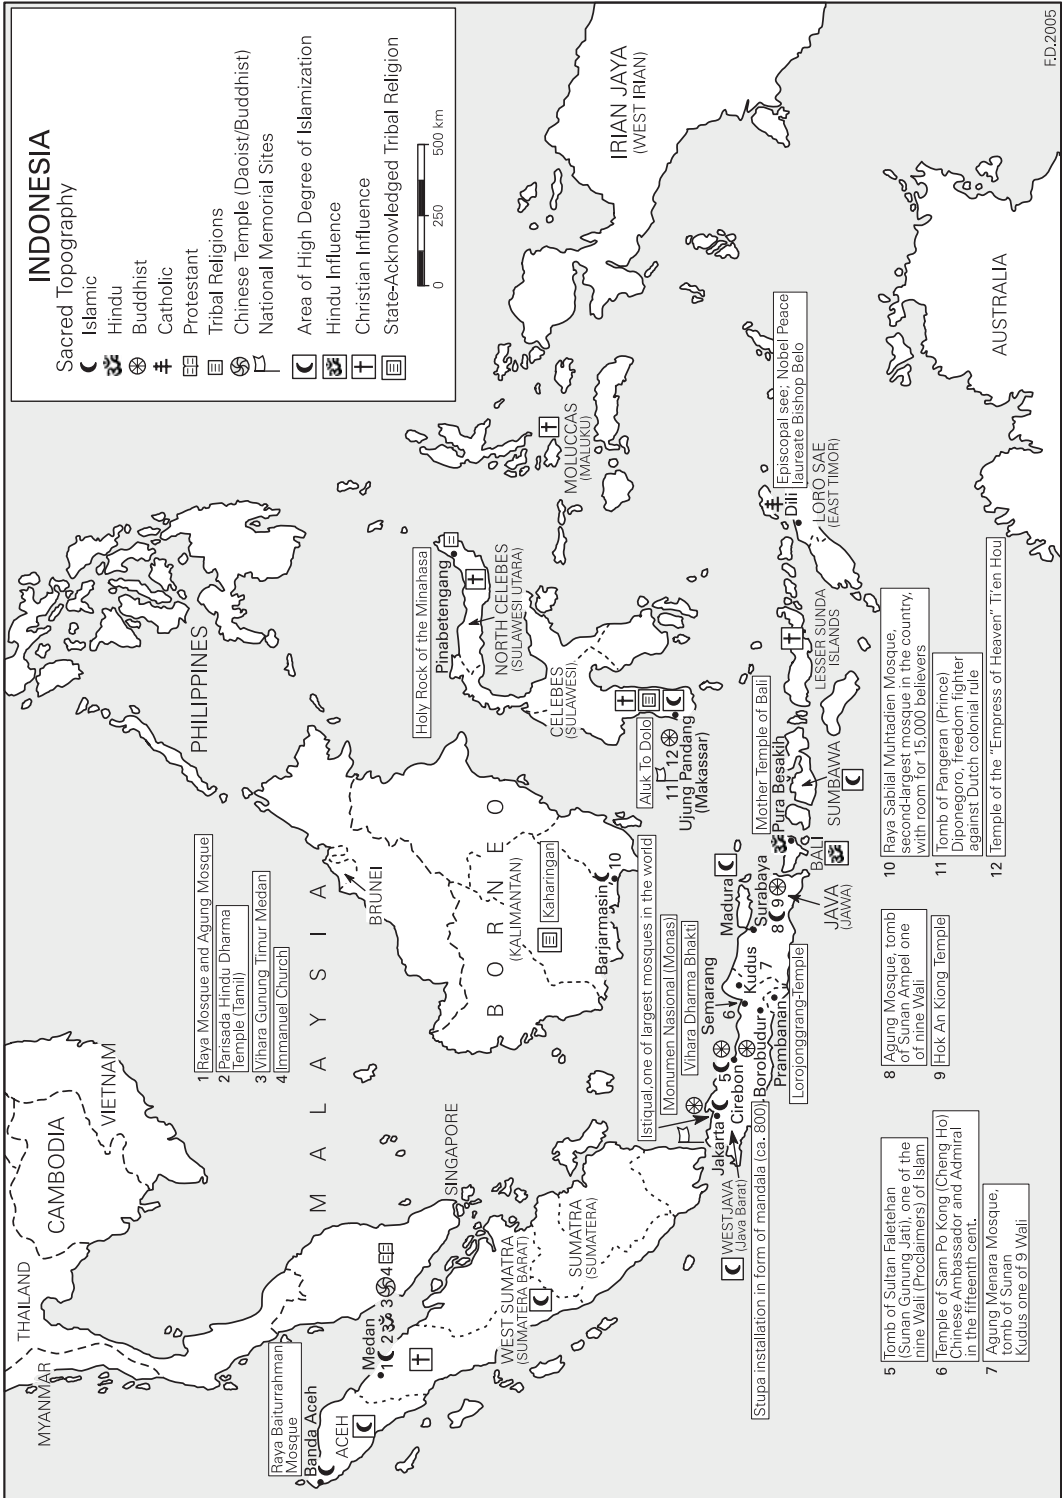 INDONESIA
Sacred Topography
Islamic
Hindu
Buddhist
Catholic
Protestant
Tribal Religions
Chinese Temple (Daoist/Buddhist)
National Memorial Sites
Area of High Degree of Islamization
Hindu Influence
Christian Influence
State-Acknowledged Tribal Religion
0 250 500 km
MYANMAR
THAILAND
CAMBODIA
VIETNAM
PHILIPPINES
MALAYSIA
SINGAPORE
BRUNEI
1 Raya Mosque and Agung Mosque
2 Parisada Hindu Dharma
Temple (Tamil)
3 Vihara Gunung Timur Medan
4 Immanuel Church
Raya Baiturrahman
Mosque
Banda Aceh
ACEH
Medan
1 2 3 4
WEST SUMATRA
(SUMATERA BARAT)
SUMATRA
(SUMATERA)
BORNEO
(KALIMANTAN)
Kaharingan
Barjarmasin
10
Holy Rock of the Minahasa
Pinabetengang
NORTH CELEBES
(SULAWESI UTARA)
CELEBES
(SULAWESI)
Aluk To Dolo
11 12
Ujung Pandang
(Makassar)
MOLUCCAS
(MALUKU)
IRIAN JAYA
(WEST IRIAN)
Istiqual,one of largest mosques in the world
Monumen Nasional (Monas)
Vihara Dharma Bhakti
Jakarta
WESTJAVA
(Java Barat)
5
Cirebon
Semarang
6
Kudus
7
Borobudur
Prambanan
Stupa installation in form of mandala (ca. 800)
Lorojonggrang-Temple
Madura
Surabaya
8 9
JAVA
(JAWA)
Mother Temple of Bali
Pura Besakih
BALI
SUMBAWA
LESSER SUNDA
ISLANDS
Dili
Episcopal see; Nobel Peace
laureate Bishop Belo
LORO SAE
(EAST TIMOR)
AUSTRALIA
5 Tomb of Sultan Faletehan
(Sunan Gunung Jati), one of the
nine Wali (Proclaimers) of Islam
6 Temple of Sam Po Kong (Cheng Ho)
Chinese Ambassador and Admiral
in the fifteenth cent.
7 Agung Menara Mosque,
tomb of Sunan
Kudus one of 9 Wali
8 Agung Mosque, tomb
of Sunan Ampel one
of nine Wali
9 Hok An Kiong Temple
10 Raya Sabilal Muhtadien Mosque,
second-largest mosque in the country,
with room for 15,000 believers
11 Tomb of Pangeran (Prince)
Diponegoro, freedom fighter
against Dutch colonial rule
12 Temple of the "Empress of Heaven" Ti'en Hou
F.D.2005